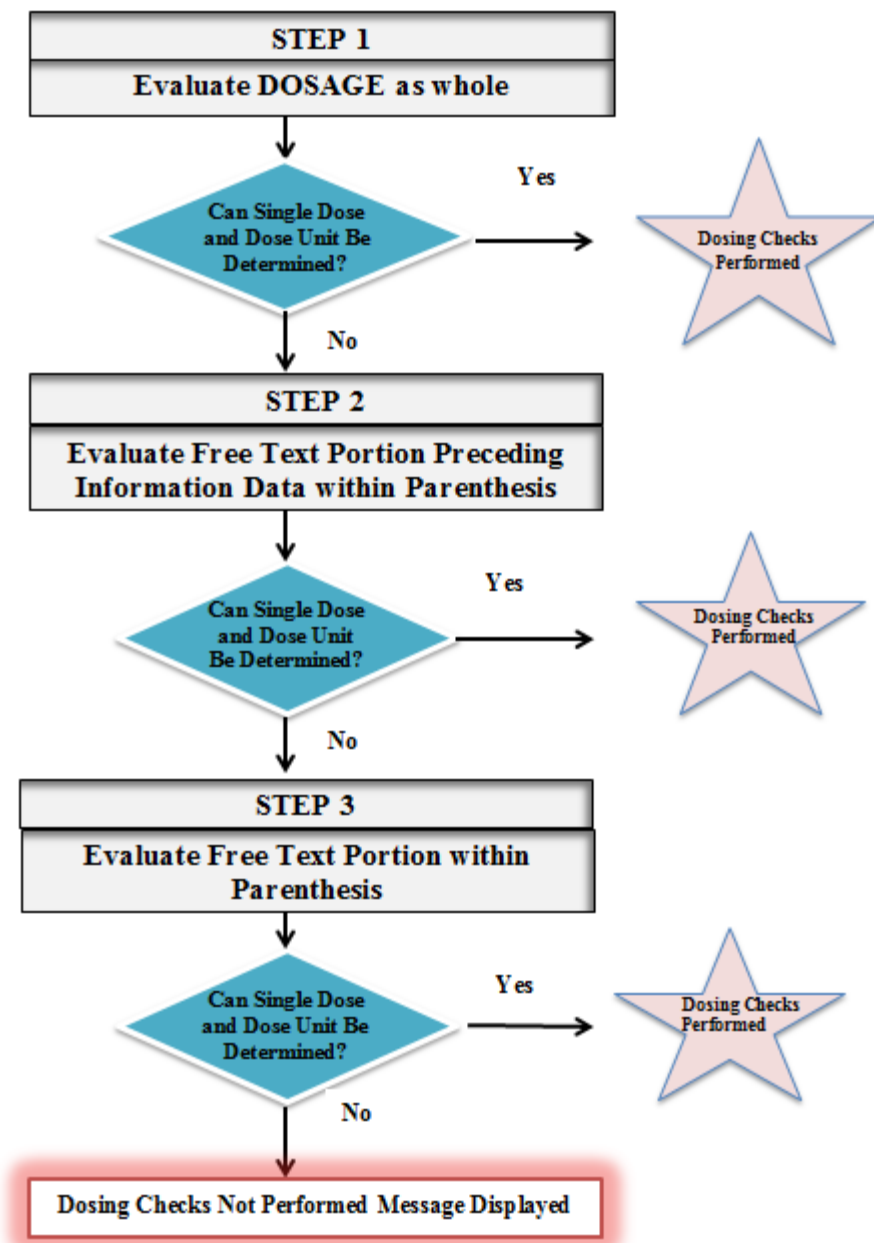 STEP 1
Evaluate DOSAGE as whole
Can Single Dose
and Dose Unit Be
Determined?
Yes
Dosing Checks
Performed
No
STEP 2
Evaluate Free Text Portion Preceding
Information Data within Parenthesis
Can Single Dose
and Dose Unit
Be Determined?
Yes
Dosing Checks
Performed
No
STEP 3
Evaluate Free Text Portion within
Parenthesis
Can Single Dose
and Dose Unit Be
Determined?
Yes
Dosing Checks
Performed
No
Dosing Checks Not Performed Message Displayed